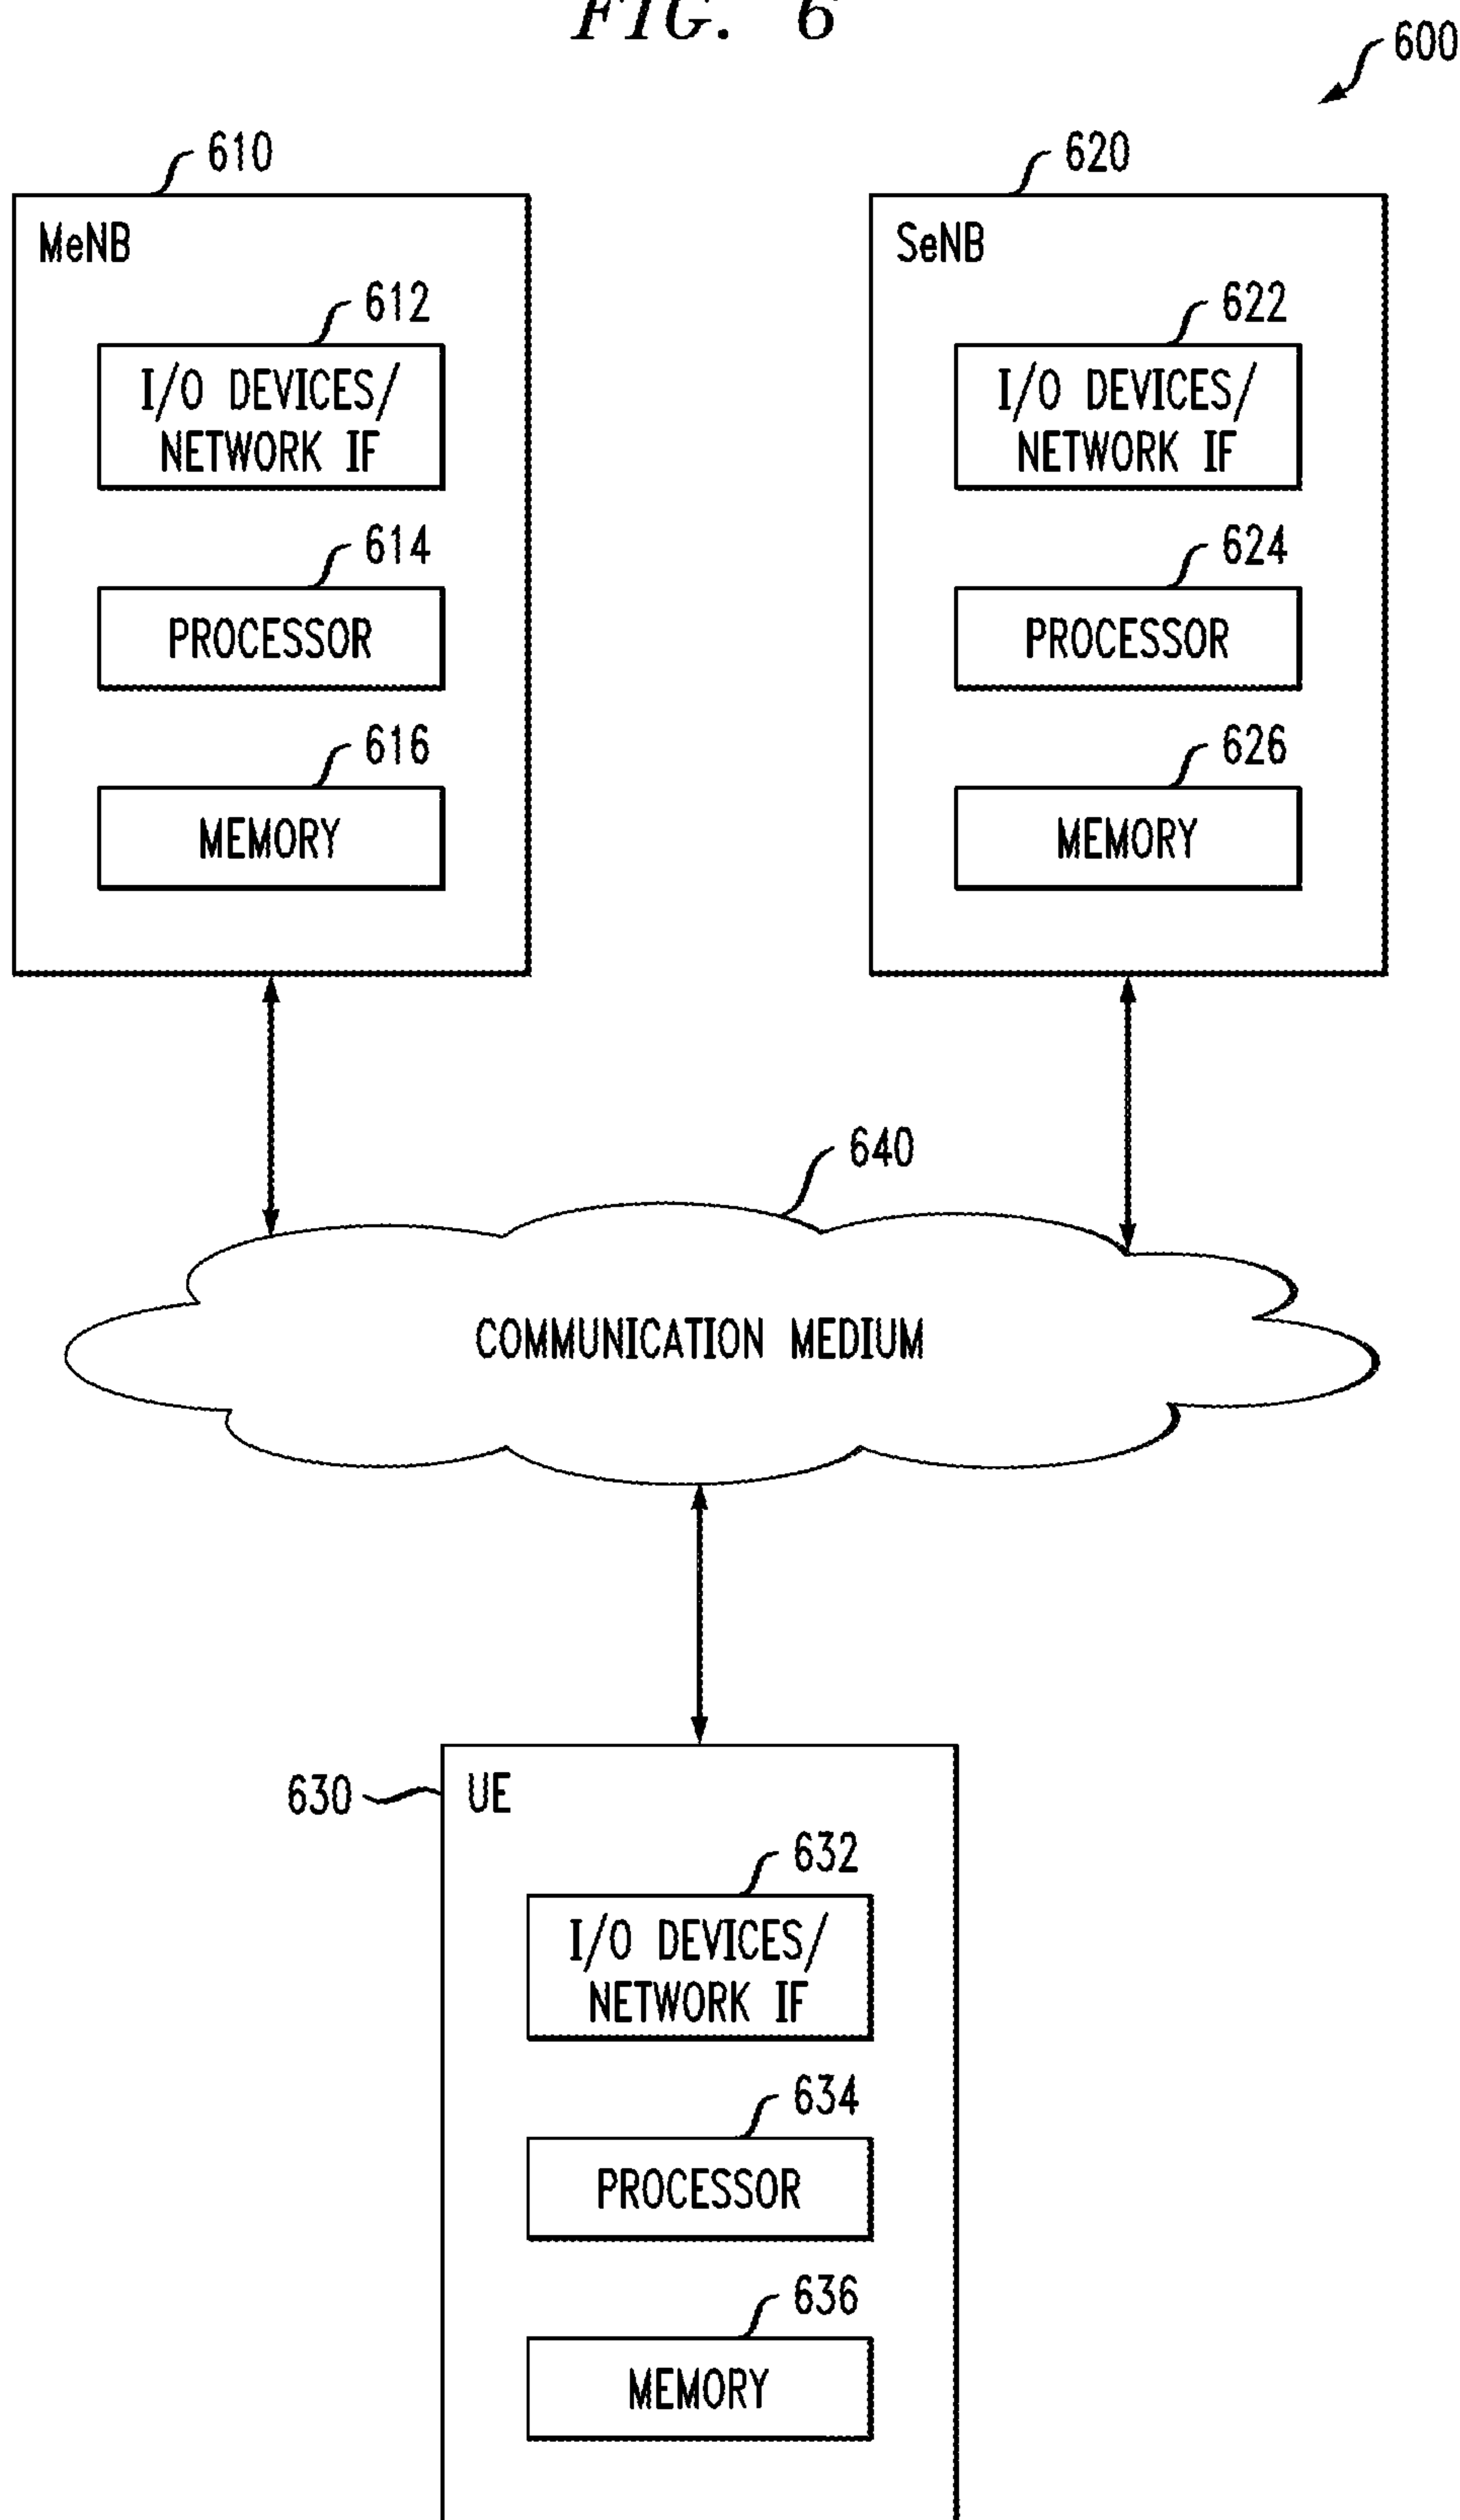 FIG. 6
600
610
620
MeNB
SeNB
612
622
I/O DEVICES/
NETWORK IF
I/O DEVICES/
NETWORK IF
614
624
PROCESSOR
PROCESSOR
616
626
MEMORY
MEMORY
640
COMMUNICATION MEDIUM
630
UE
632
I/O DEVICES/
NETWORK IF
634
PROCESSOR
636
MEMORY